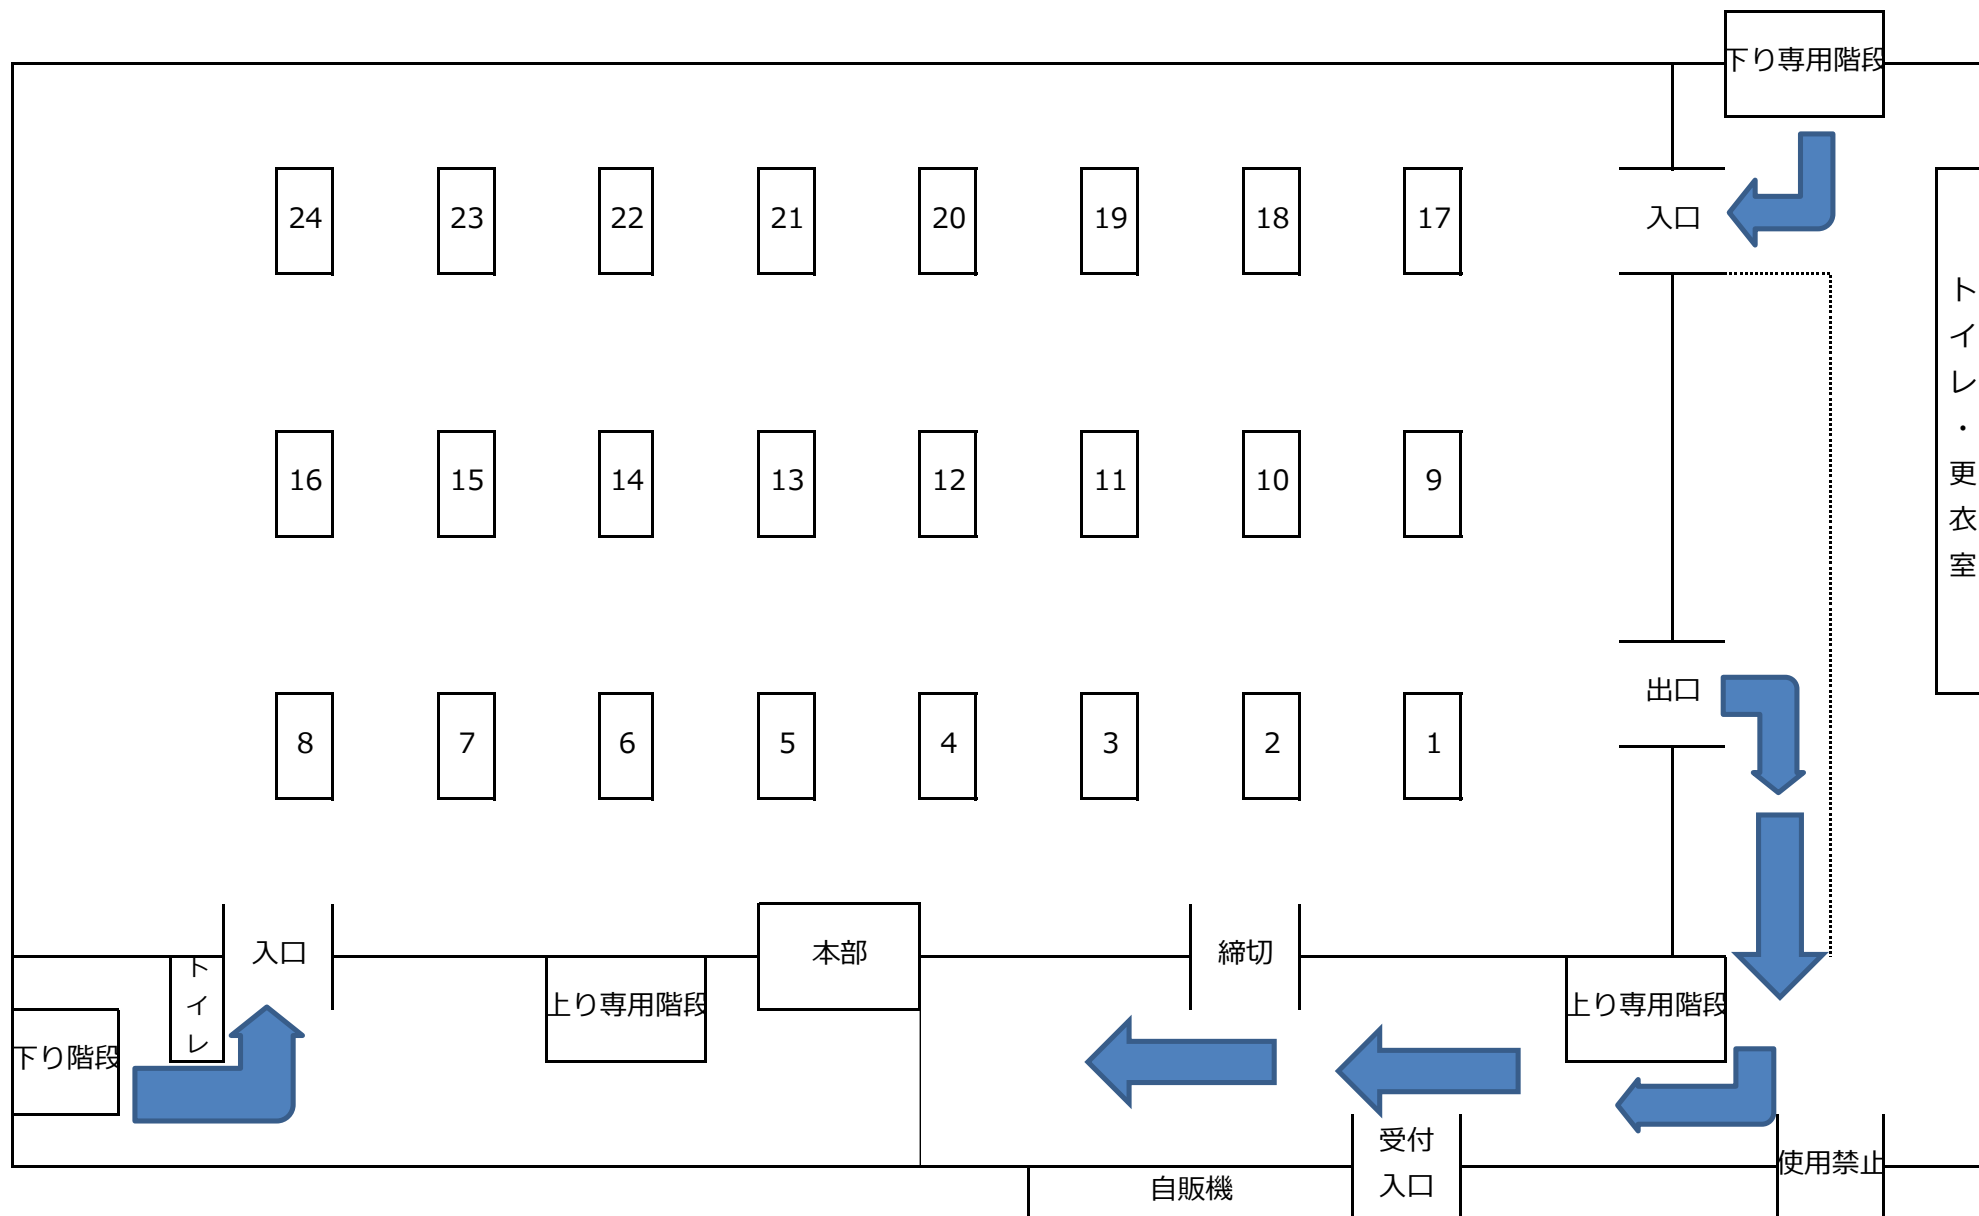 下り専用階段
24 23 22 21 20 19 18 17 入口
トイレ・更衣室
16 15 14 13 12 11 10 9
出口
8 7 6 5 4 3 2 1
入口 本部 締切
トイレ
上り専用階段 上り専用階段
下り階段
受付
入口
使用禁止
自販機